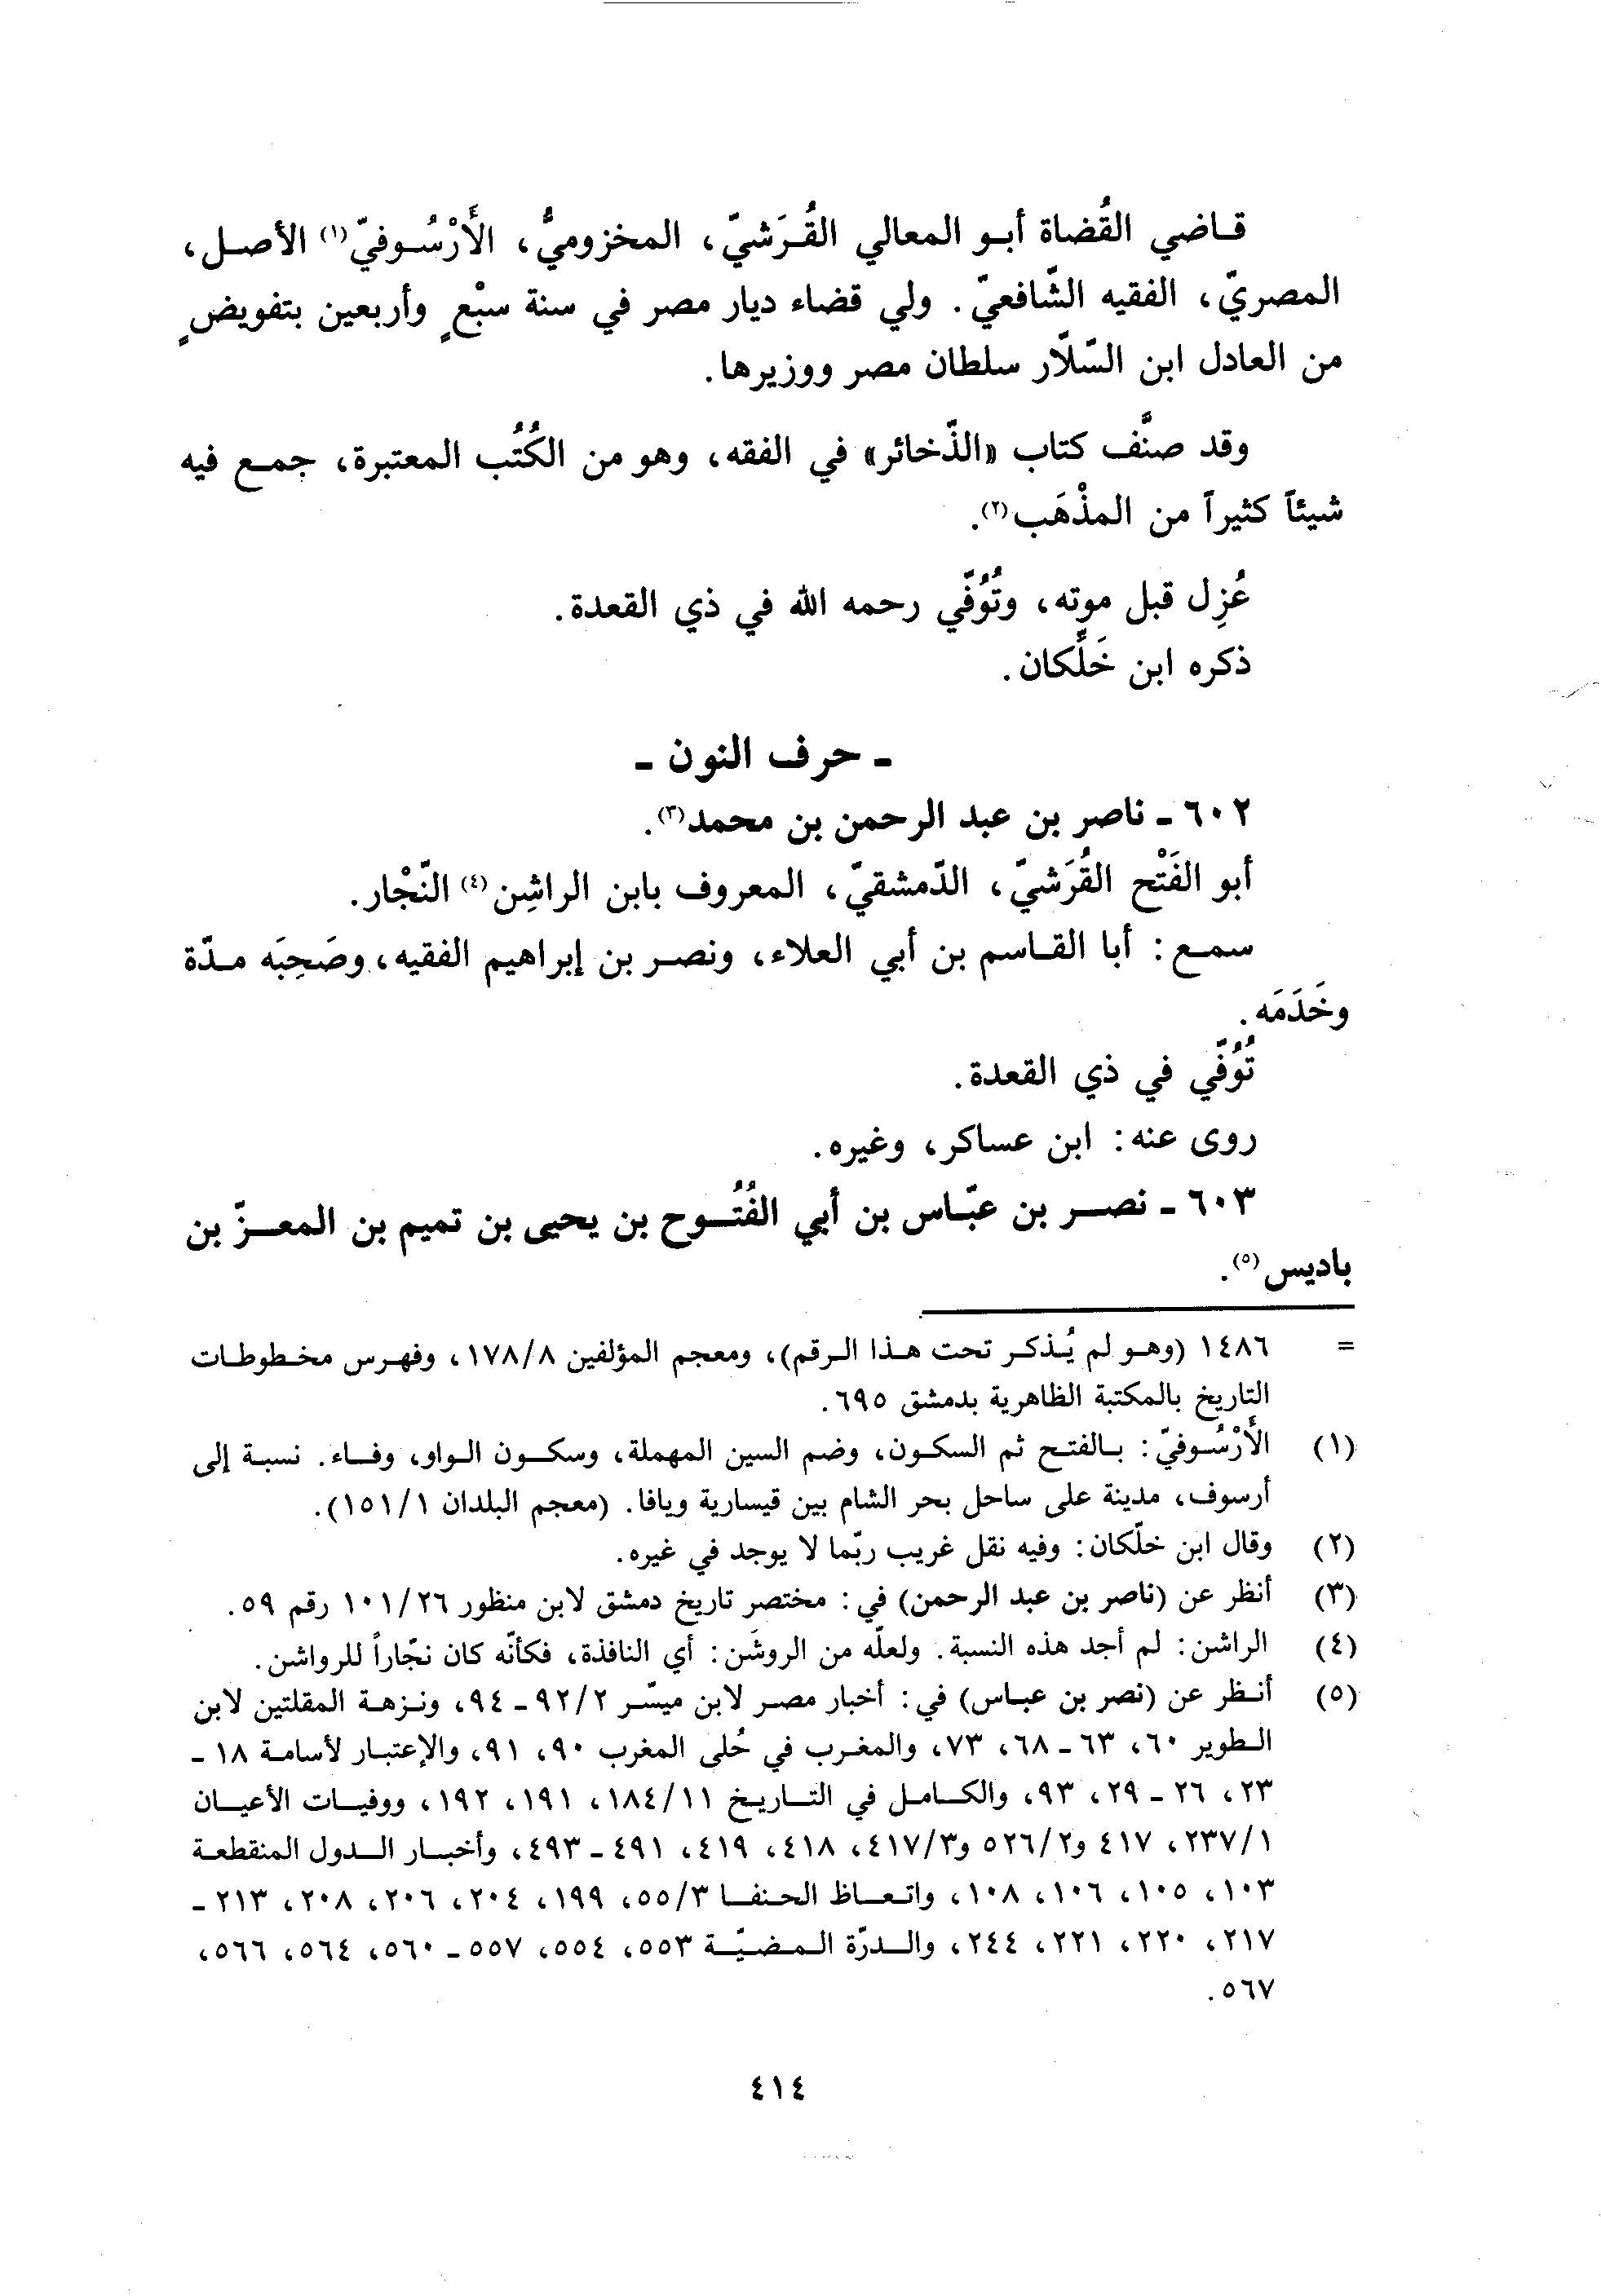 قاضي القُضاة أبو المعالي القُرَشيّ، المخزوميُّ، الأَرْسُوفيّ(١) الأصل،
المصريّ، الفقيه الشّافعيّ. ولي قضاء ديار مصر في سنة سبْعٍ وأربعين بتفويضٍ
من العادل ابن السّلّار سلطان مصر ووزيرها.
وقد صنَّف كتاب «الذّخائر» في الفقه، وهو من الكُتُب المعتبرة، جمع فيه
شيئاً كثيراً من المذْهَب(٢).
عُزِل قبل موته، وتُوُفّي رحمه الله في ذي القعدة.
ذكره ابن خَلِّكان.
ـ حرف النون ـ
٦٠٢ ـ ناصر بن عبد الرحمن بن محمد(٣).
أبو الفَتْح القُرَشيّ، الدّمشقيّ، المعروف بابن الراشِن(٤) النّجْار.
سمع: أبا القاسم بن أبي العلاء، ونصر بن إبراهيم الفقيه، وصَحِبَه مدّة
وخَدَمَه.
تُوُفّي في ذي القعدة.
روى عنه: ابن عساكر، وغيره.
٦٠٣ ـ نصر بن عبّاس بن أبي الفُتُوح بن يحيى بن تميم بن المعزّ بن
باديس(٥).
= ١٤٨٦ (وهو لم يُذكر تحت هذا الرقم)، ومعجم المؤلفين ١٧٨/٨، وفهرس مخطوطات
التاريخ بالمكتبة الظاهرية بدمشق ٦٩٥.
(١) الأَرْسُوفيّ: بالفتح ثم السكون، وضم السين المهملة، وسكون الواو، وفاء. نسبة إلى
أرسوف، مدينة على ساحل بحر الشام بين قيسارية ويافا. (معجم البلدان ١٥١/١).
(٢) وقال ابن خلّكان: وفيه نقل غريب ربّما لا يوجد في غيره.
(٣) أنظر عن (ناصر بن عبد الرحمن) في: مختصر تاريخ دمشق لابن منظور ١٠١/٢٦ رقم ٥٩.
(٤) الراشن: لم أجد هذه النسبة. ولعلّه من الروشَن: أي النافذة، فكأنّه كان نجّاراً للرواشن.
(٥) أنظر عن (نصر بن عباس) في: أخبار مصر لابن ميسّر ٩٢/٢ ـ ٩٤، ونزهة المقلتين لابن
الطوير ٦٠، ٦٣ ـ ٦٨، ٧٣، والمغرب في حُلى المغرب ٩٠، ٩١، والإعتبار لأسامة ١٨ ـ
٢٣، ٢٦ ـ ٢٩، ٩٣، والكامل في التاريخ ١٨٤/١١، ١٩١، ١٩٢، ووفيات الأعيان
٢٣٧/١، ٤١٧ و٥٢٦/٢ و٤١٧/٣، ٤١٨، ٤١٩، ٤٩١ ـ ٤٩٣، وأخبار الدول المنقطعة
١٠٣، ١٠٥، ١٠٦، ١٠٨، واتعاظ الحنفا ٥٥/٣، ١٩٩، ٢٠٤، ٢٠٦، ٢٠٨، ٢١٣ ـ
٢١٧، ٢٢٠، ٢٢١، ٢٤٤، والدرّة المضيّة ٥٥٣، ٥٥٤، ٥٥٧ ـ ٥٦٠، ٥٦٤، ٥٦٦،
٥٦٧.
٤١٤